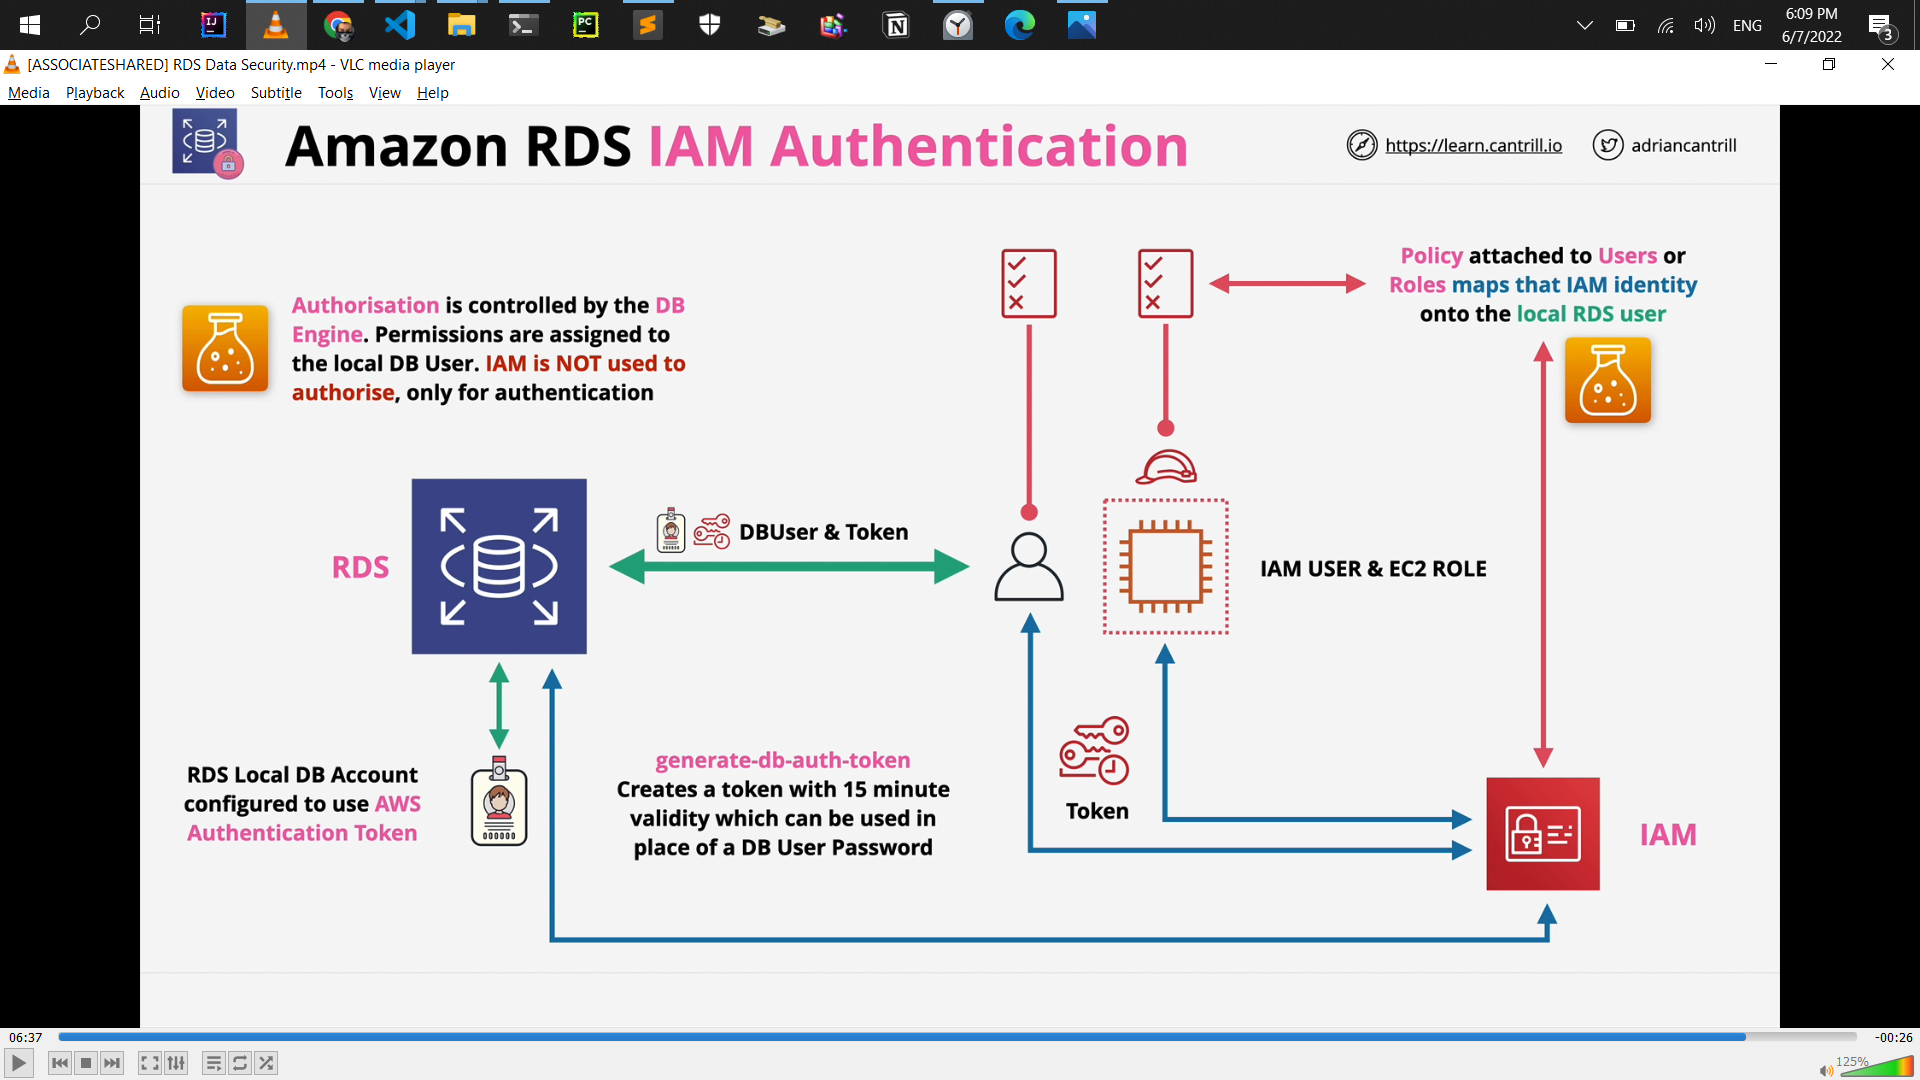 IJ
PC
N
ENG
6:09 PM
6/7/2022
3
[ASSOCIATESHARED] RDS Data Security.mp4 - VLC media player
Media Playback Audio Video Subtitle Tools View Help
Amazon RDS IAM Authentication
https://learn.cantrill.io
adriancantrill
Authorisation is controlled by the DB
Engine. Permissions are assigned to
the local DB User. IAM is NOT used to
authorise, only for authentication
Policy attached to Users or
Roles maps that IAM identity
onto the local RDS user
RDS
DBUser & Token
IAM USER & EC2 ROLE
RDS Local DB Account
configured to use AWS
Authentication Token
generate-db-auth-token
Creates a token with 15 minute
validity which can be used in
place of a DB User Password
Token
IAM
06:37
-00:26
125%